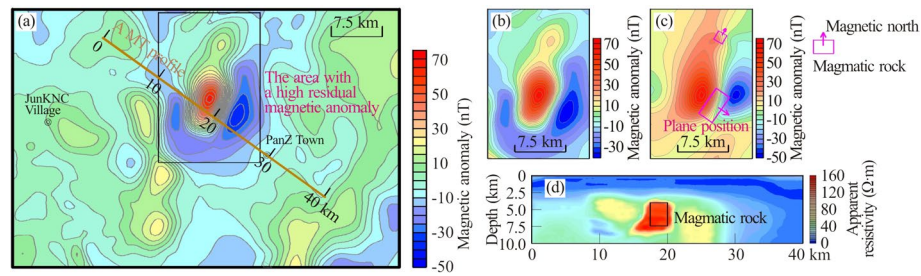 (a)
7.5 km
0
A AN profile
10
20
30
40 km
JunKNC
Village
PanZ Town
The area with
a high residual
magnetic anomaly
70
50
30
10
-10
-30
-50
Magnetic anomaly (nT)
(b)
7.5 km
70
50
30
10
-10
-30
Magnetic anomaly (nT)
(c)
Plane position
7.5 km
75
50
30
10
-10
-30
-50
Magnetic anomaly (nT)
Magnetic north
Magmatic rock
(d)
Depth (km)
0
2.5
5.0
7.5
10.0
0
10
20
30
km
40
Magmatic rock
160
120
80
40
0
Apparent
resistivity (Ω·m)